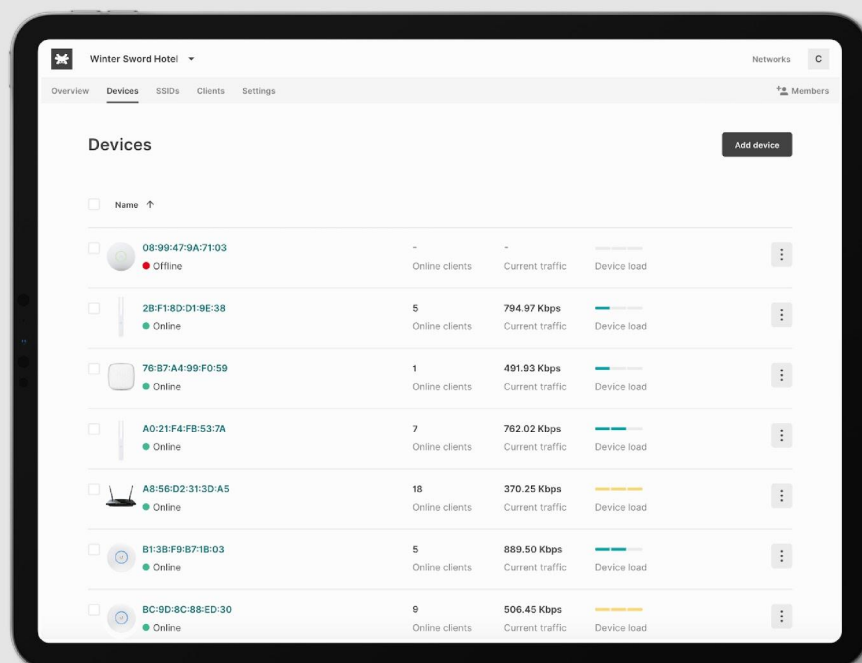 Winter Sword Hotel
Networks
C
Overview Devices SSIDs Clients Settings
Members
Devices
Add device
Name
08:99:47:9A:71:03
Offline
-
Online clients
-
Current traffic
Device load
2B:F1:8D:D1:9E:38
Online
5
Online clients
794.97 Kbps
Current traffic
Device load
76:B7:A4:99:F0:59
Online
1
Online clients
491.93 Kbps
Current traffic
Device load
A0:21:F4:FB:53:7A
Online
7
Online clients
762.02 Kbps
Current traffic
Device load
A8:56:D2:31:3D:A5
Online
18
Online clients
370.25 Kbps
Current traffic
Device load
B1:3B:F9:B7:1B:03
Online
5
Online clients
889.50 Kbps
Current traffic
Device load
BC:9D:8C:88:ED:30
Online
9
Online clients
506.45 Kbps
Current traffic
Device load